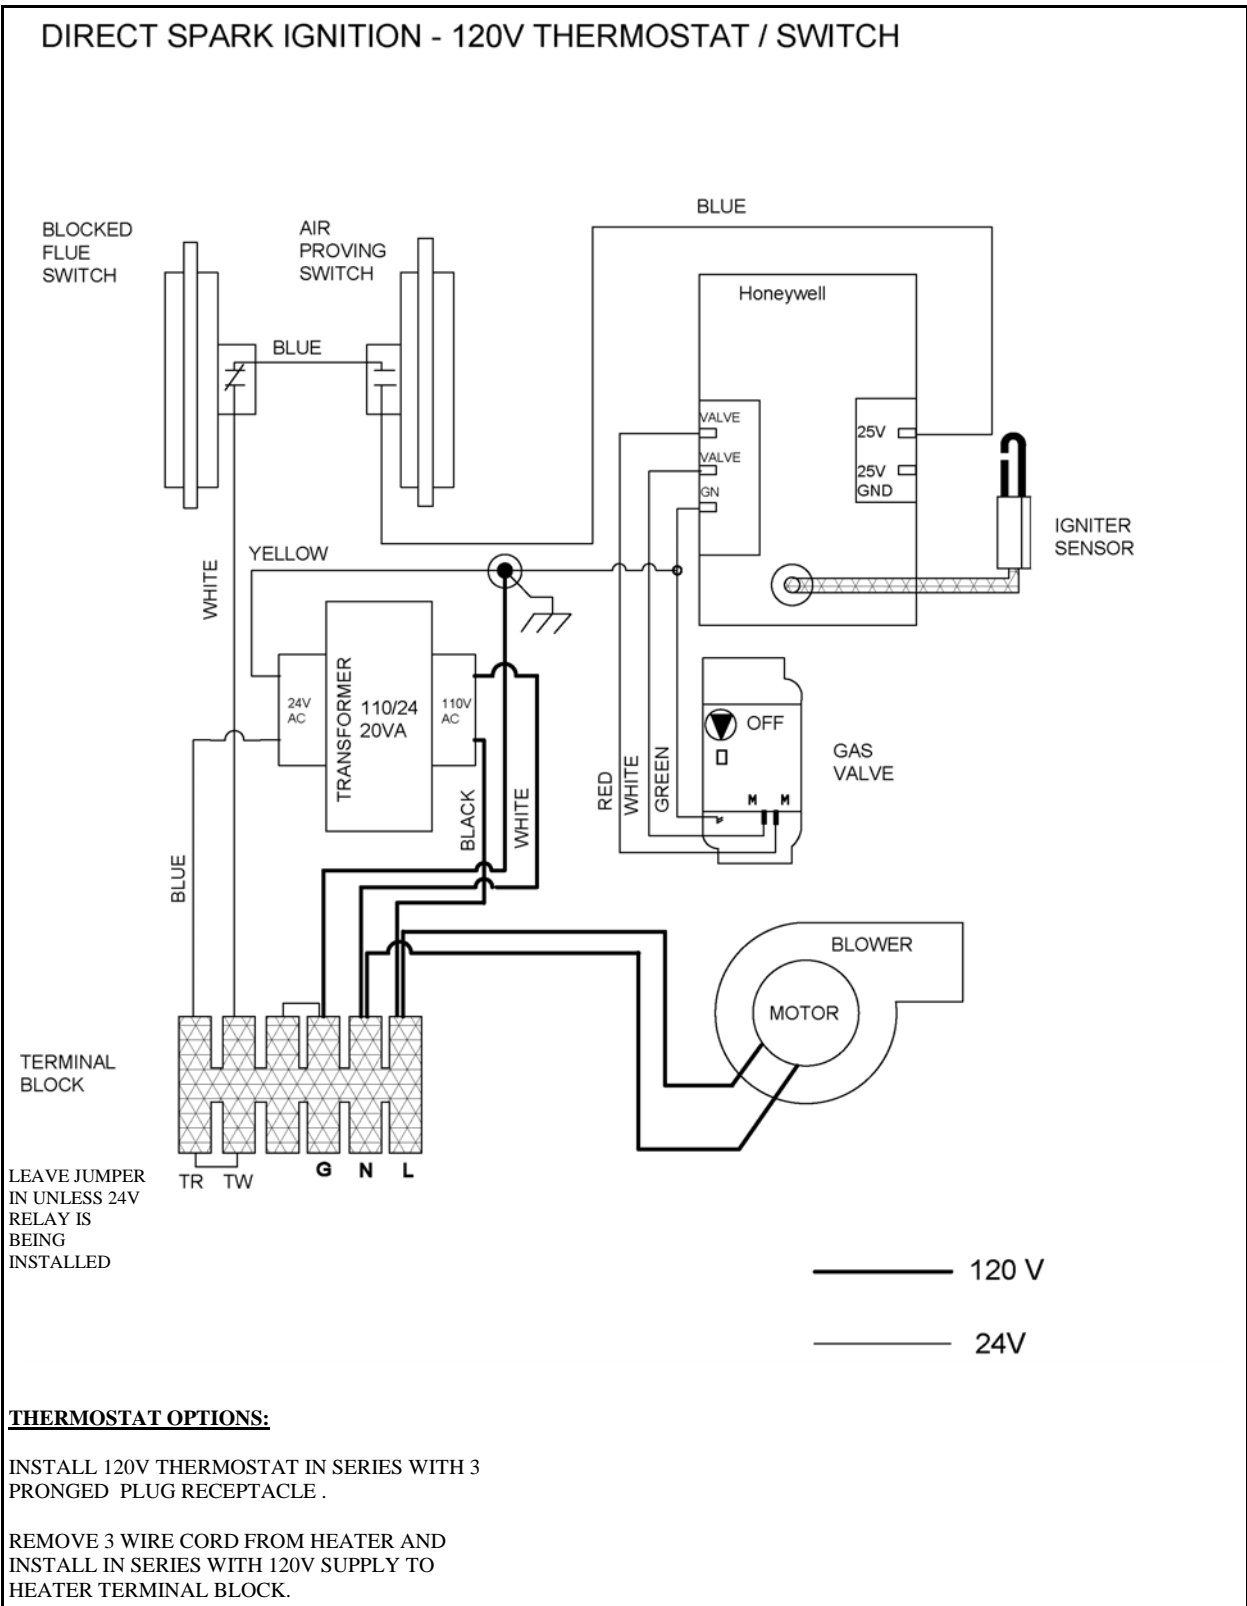 DIRECT SPARK IGNITION - 120V THERMOSTAT / SWITCH
BLUE
BLOCKED
FLUE
SWITCH
AIR
PROVING
SWITCH
Honeywell
BLUE
VALVE
VALVE
GN
25V
25V
GND
IGNITER
SENSOR
YELLOW
WHITE
24V
AC
TRANSFORMER
110/24
20VA
110V
AC
BLACK
WHITE
RED
WHITE
GREEN
OFF
M M
GAS
VALVE
BLUE
BLOWER
MOTOR
TERMINAL
BLOCK
TR TW G N L
LEAVE JUMPER
IN UNLESS 24V
RELAY IS
BEING
INSTALLED
120 V
24V
THERMOSTAT OPTIONS:
INSTALL 120V THERMOSTAT IN SERIES WITH 3
PRONGED PLUG RECEPTACLE .
REMOVE 3 WIRE CORD FROM HEATER AND
INSTALL IN SERIES WITH 120V SUPPLY TO
HEATER TERMINAL BLOCK.